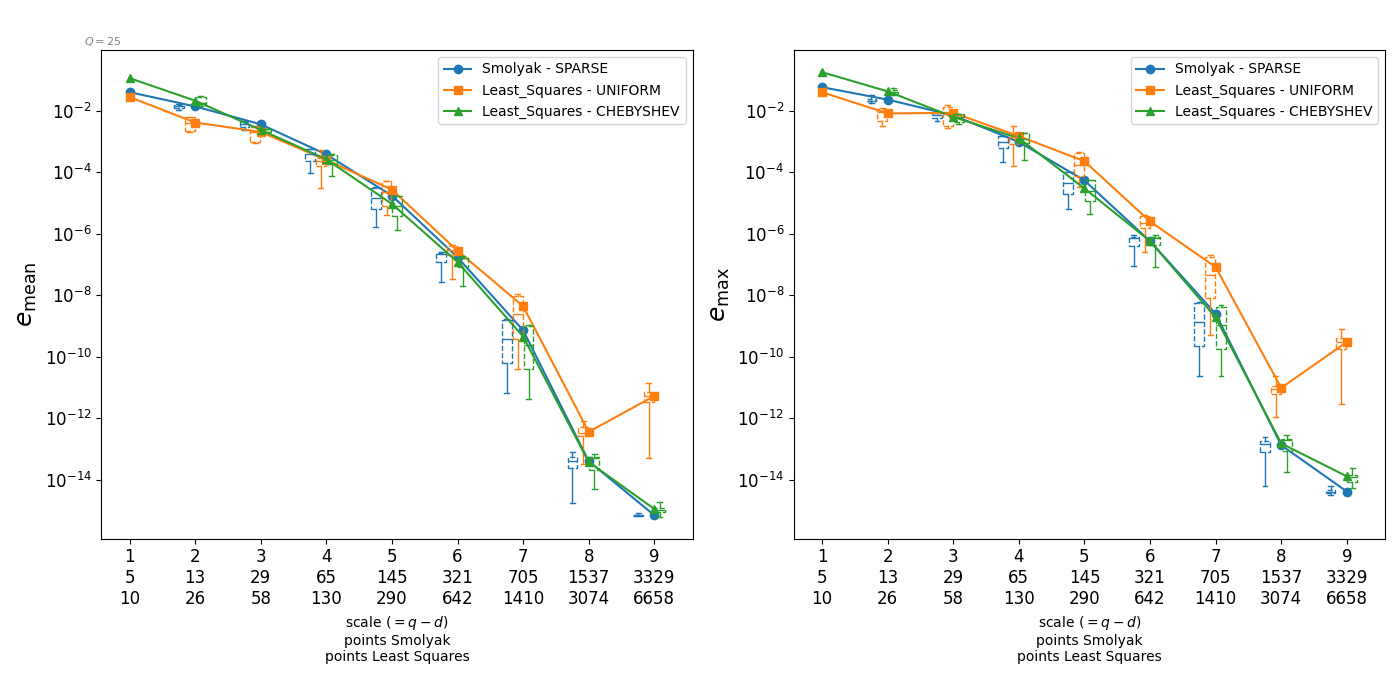 Q = 25
Smolyak - SPARSE
Least_Squares - UNIFORM
Least_Squares - CHEBYSHEV
10−2
10−4
10−6
10−8
10−10
10−12
10−14
emean
1 2 3 4 5 6 7 8 9
5 13 29 65 145 321 705 1537 3329
10 26 58 130 290 642 1410 3074 6658
scale (= q − d)
points Smolyak
points Least Squares
Smolyak - SPARSE
Least_Squares - UNIFORM
Least_Squares - CHEBYSHEV
10−2
10−4
10−6
10−8
10−10
10−12
10−14
emax
1 2 3 4 5 6 7 8 9
5 13 29 65 145 321 705 1537 3329
10 26 58 130 290 642 1410 3074 6658
scale (= q − d)
points Smolyak
points Least Squares